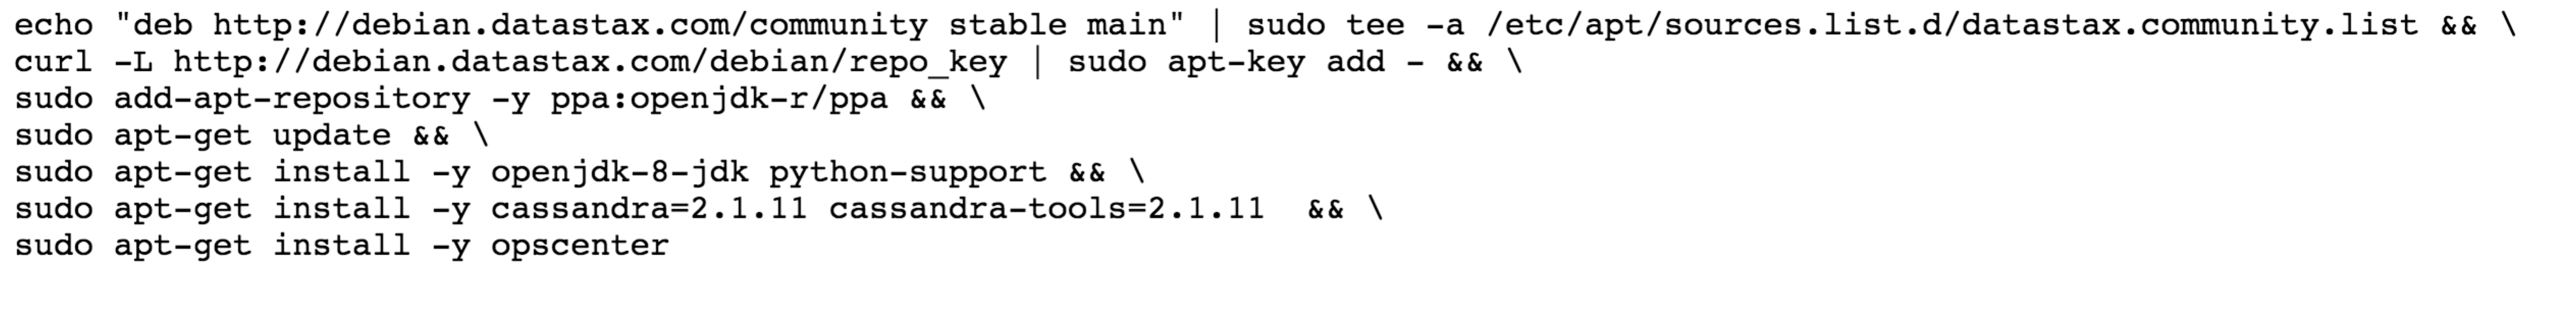 echo "deb http://debian.datastax.com/community stable main" | sudo tee -a /etc/apt/sources.list.d/datastax.community.list && \
curl -L http://debian.datastax.com/debian/repo_key | sudo apt-key add - && \
sudo add-apt-repository -y ppa:openjdk-r/ppa && \
sudo apt-get update && \
sudo apt-get install -y openjdk-8-jdk python-support && \
sudo apt-get install -y cassandra=2.1.11 cassandra-tools=2.1.11  && \
sudo apt-get install -y opscenter